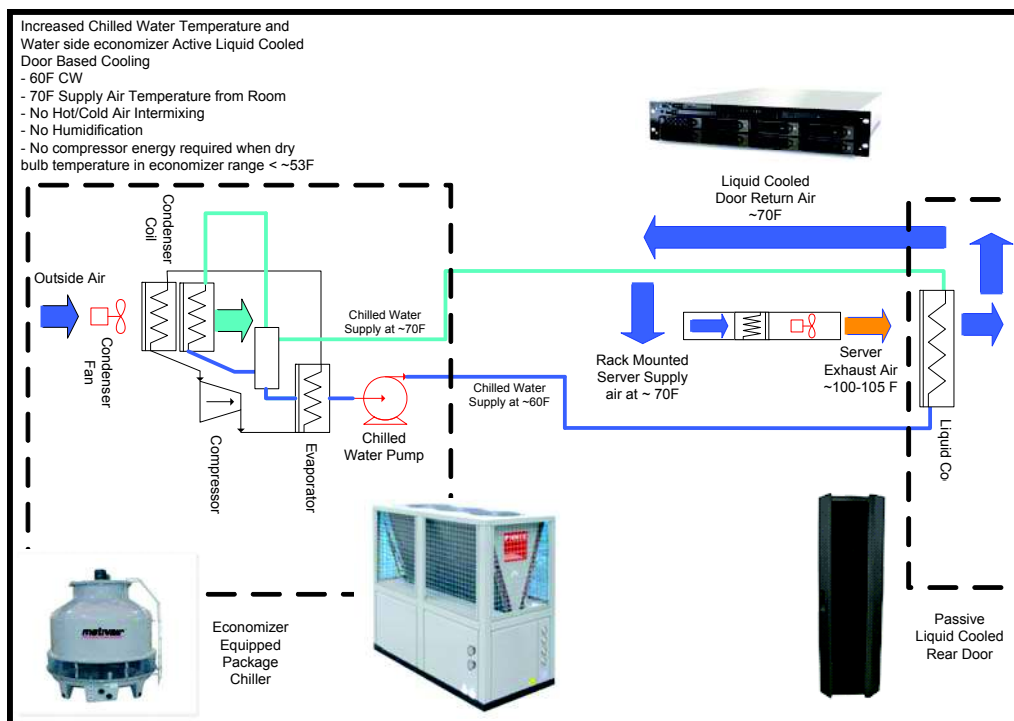 Increased Chilled Water Temperature and
Water side economizer Active Liquid Cooled
Door Based Cooling
- 60F CW
- 70F Supply Air Temperature from Room
- No Hot/Cold Air Intermixing
- No Humidification
- No compressor energy required when dry
bulb temperature in economizer range < ~53F
Liquid Cooled
Door Return Air
~70F
Condenser
Coil
Outside Air
Condenser
Fan
Chilled Water
Supply at ~70F
Rack Mounted
Server Supply
air at ~ 70F
Server
Exhaust Air
~100-105 F
Chilled Water
Supply at ~60F
Chilled
Water Pump
Compressor
Evaporator
Liquid Co
motivair
Economizer
Equipped
Package
Chiller
Passive
Liquid Cooled
Rear Door